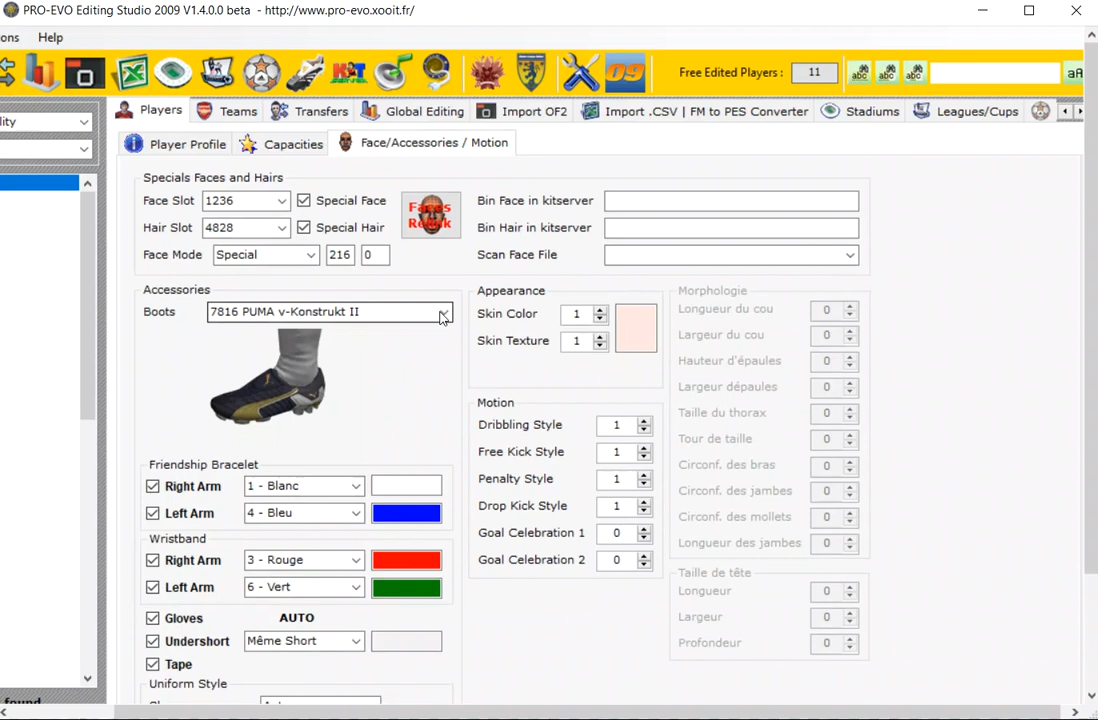 PRO-EVO Editing Studio 2009 V1.4.0.0 beta - http://www.pro-evo.xooit.fr/
ons Help
KIT 09 Free Edited Players : 11 abc abc abc aA
lity Players Teams Transfers Global Editing Import OF2 Import .CSV | FM to PES Converter Stadiums Leagues/Cups
Player Profile Capacities Face/Accessories / Motion
Specials Faces and Hairs
Face Slot 1236 Special Face Faces Relink Bin Face in kitserver
Hair Slot 4828 Special Hair Bin Hair in kitserver
Face Mode Special 216 0 Scan Face File
Accessories
Boots 7816 PUMA v-Konstrukt II
Friendship Bracelet
Right Arm 1 - Blanc
Left Arm 4 - Bleu
Wristband
Right Arm 3 - Rouge
Left Arm 6 - Vert
Gloves AUTO
Undershort Même Short
Tape
Uniform Style
Appearance
Skin Color 1
Skin Texture 1
Motion
Dribbling Style 1
Free Kick Style 1
Penalty Style 1
Drop Kick Style 1
Goal Celebration 1 0
Goal Celebration 2 0
Morphologie
Longueur du cou 0
Largeur du cou 0
Hauteur d'épaules 0
Largeur dépaules 0
Taille du thorax 0
Tour de taille 0
Circonf. des bras 0
Circonf. des jambes 0
Circonf. des mollets 0
Longueur des jambes 0
Taille de tête
Longueur 0
Largeur 0
Profondeur 0
found